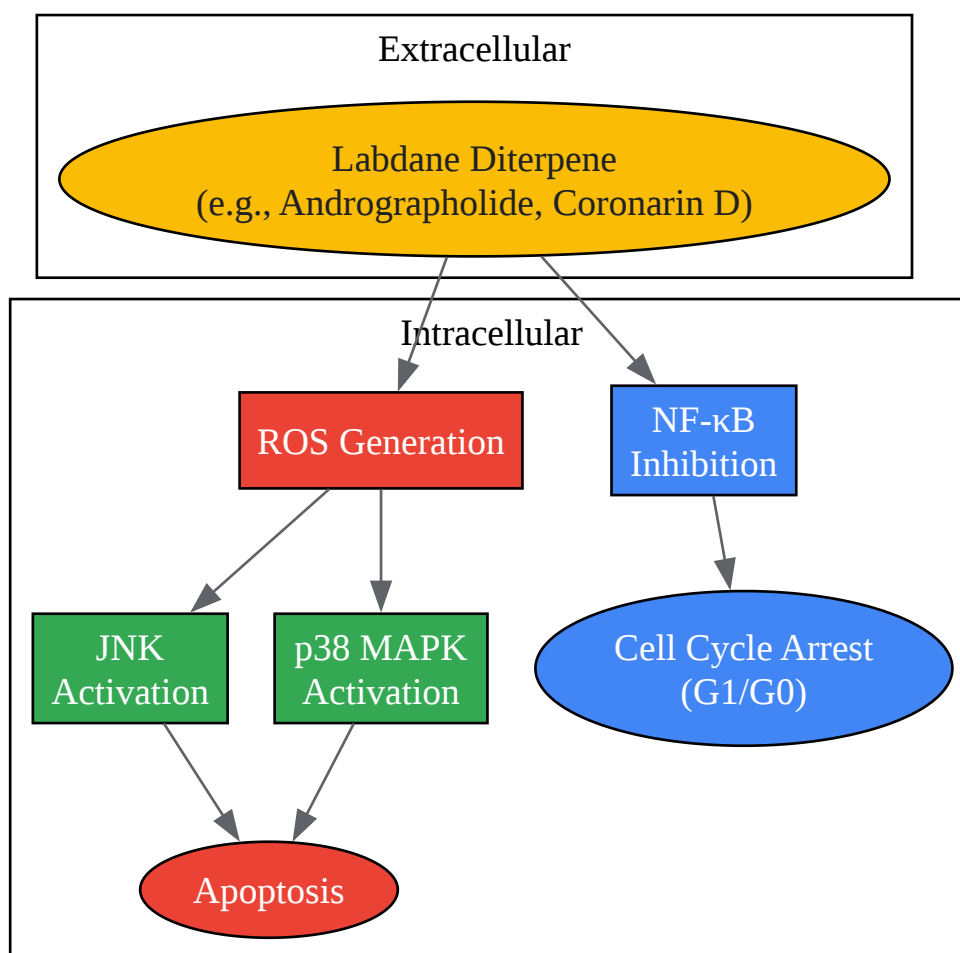 Extracellular
Labdane Diterpene
(e.g., Andrographolide, Coronarin D)
Intracellular
ROS Generation
NF-κB
Inhibition
JNK
Activation
p38 MAPK
Activation
Cell Cycle Arrest
(G1/G0)
Apoptosis